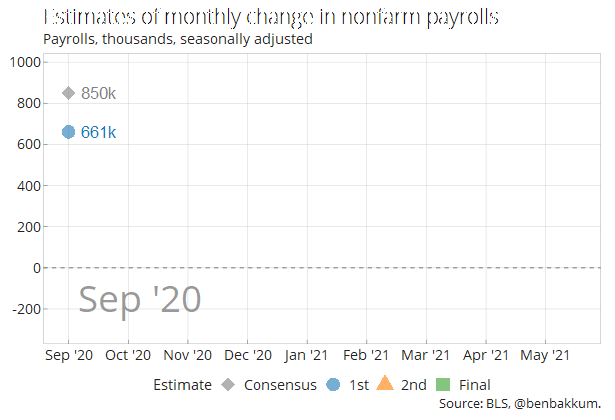 Estimates of monthly change in nonfarm payrolls
Payrolls, thousands, seasonally adjusted
1000
850k
800
661k
600
400
200
0
Sep '20
-200
Sep '20 Oct '20 Nov '20 Dec '20 Jan '21 Feb '21 Mar '21 Apr '21 May '21
Estimate Consensus 1st 2nd Final
Source: BLS, @benbakkum.